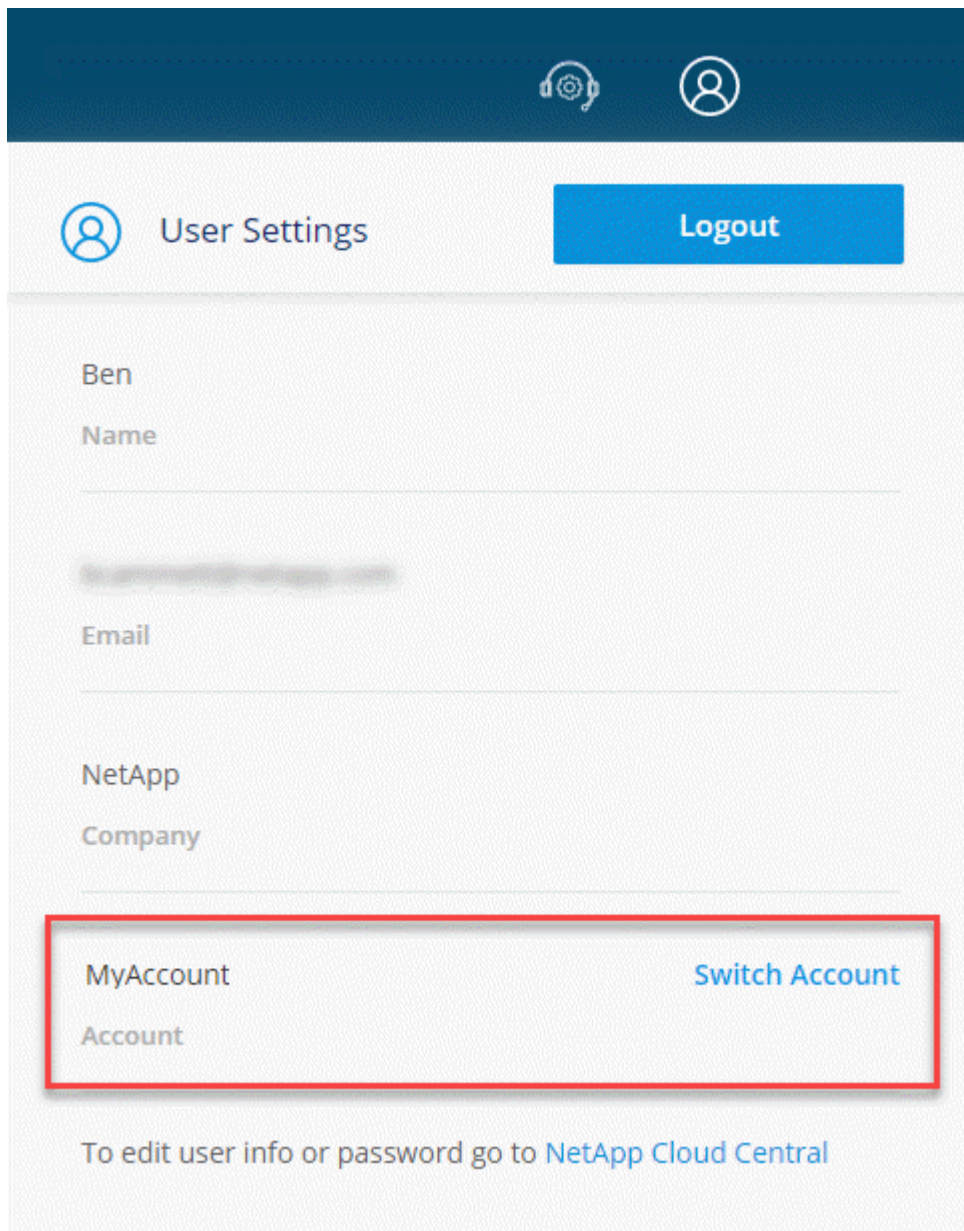 User Settings
Logout
Ben
Name
Email
NetApp
Company
MyAccount
Switch Account
Account
To edit user info or password go to NetApp Cloud Central